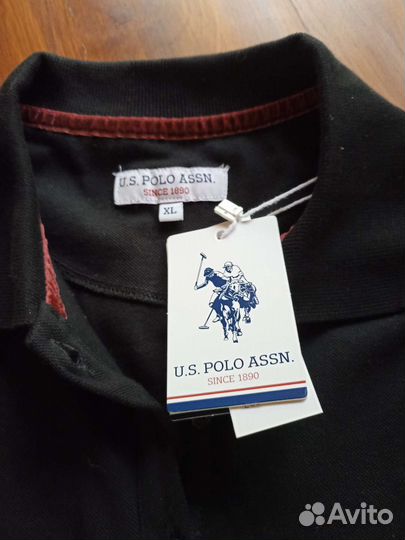 U.S. POLO ASSN.
SINCE 1890
XL
U.S. POLO ASSN.
SINCE 1890
Avito